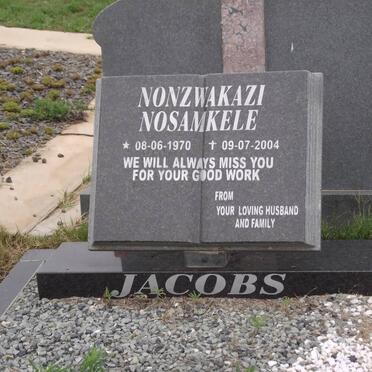 NONZWAKAZI
NOSAMKELE
★ 08-06-1970 ✝ 09-07-2004
WE WILL ALWAYS MISS YOU
FOR YOUR GOOD WORK
FROM
YOUR LOVING HUSBAND
AND FAMILY
JACOBS